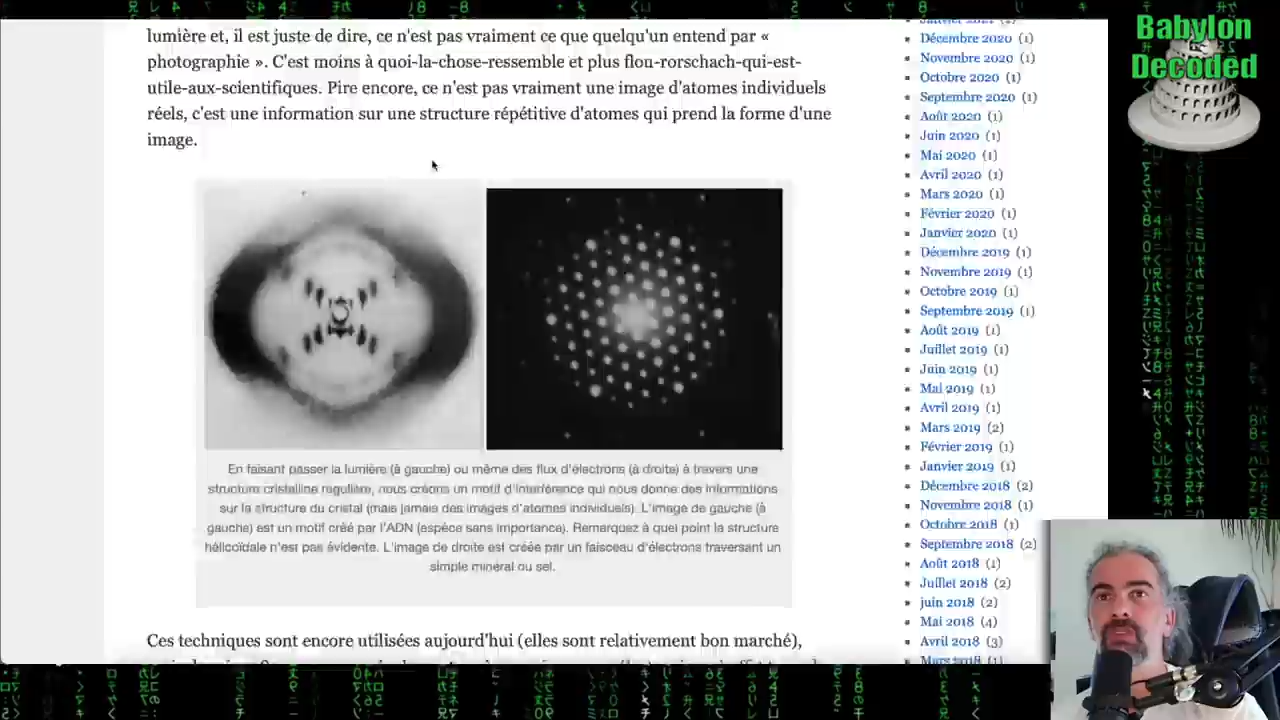 lumière et, il est juste de dire, ce n'est pas vraiment ce que quelqu'un entend par «
photographie ». C'est moins à quoi-la-chose-ressemble et plus flou-rorschach-qui-est-
utile-aux-scientifiques. Pire encore, ce n'est pas vraiment une image d'atomes individuels
réels, c'est une information sur une structure répétitive d'atomes qui prend la forme d'une
image.
En faisant passer la lumière (à gauche) ou même des flux d'électrons (à droite) à travers une
structure cristalline régulière, nous créons un motif d'interférence qui nous donne des informations
sur la structure du cristal (mais jamais des images d'atomes individuels). L'image de gauche (à
gauche) est un motif créé par l'ADN (espèce sans importance). Remarquez à quel point la structure
hélicoïdale n'est pas évidente. L'image de droite est créée par un faisceau d'électrons traversant un
simple minéral ou sel.
Ces techniques sont encore utilisées aujourd'hui (elles sont relativement bon marché),
Décembre 2020 (1)
Novembre 2020 (1)
Octobre 2020 (1)
Septembre 2020 (1)
Août 2020 (1)
Juin 2020 (1)
Mai 2020 (1)
Avril 2020 (1)
Mars 2020 (1)
Février 2020 (1)
Janvier 2020 (1)
Décembre 2019 (1)
Novembre 2019 (1)
Octobre 2019 (1)
Septembre 2019 (1)
Août 2019 (1)
Juillet 2019 (1)
Juin 2019 (1)
Mai 2019 (1)
Avril 2019 (1)
Mars 2019 (2)
Février 2019 (1)
Janvier 2019 (1)
Décembre 2018 (2)
Novembre 2018 (1)
Octobre 2018 (1)
Septembre 2018 (2)
Août 2018 (1)
Juillet 2018 (2)
juin 2018 (2)
Mai 2018 (4)
Avril 2018 (3)
Mars 2018 (1)
Babylon
Decoded